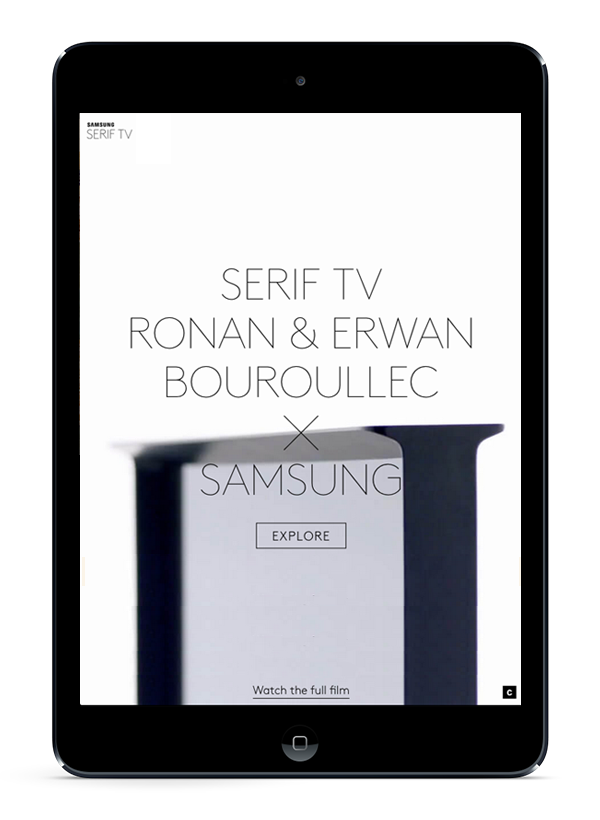 SAMSUNG
SERIF TV
SERIF TV
RONAN & ERWAN
BOUROULLEC
X
SAMSUNG
EXPLORE
Watch the full film
C